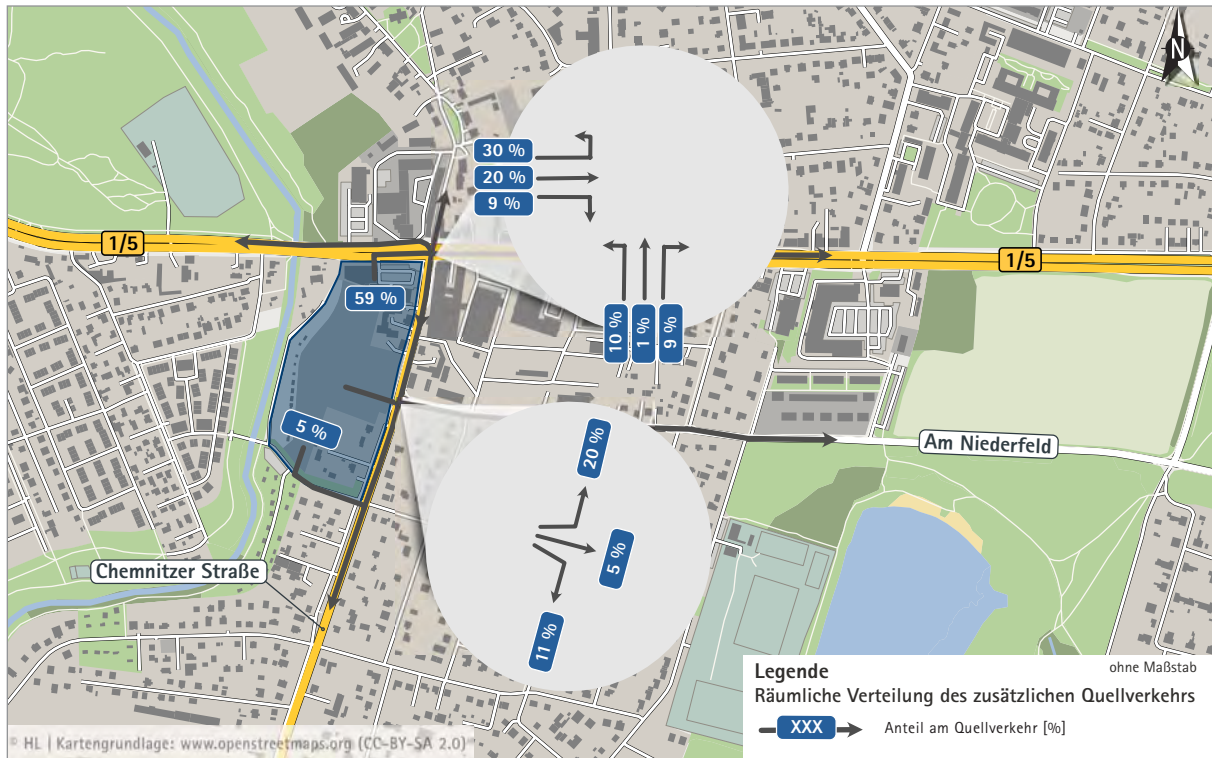 N
30 %
20 %
9 %
1/5
1/5
59 %
10 %
1 %
9 %
5 %
20 %
Am Niederfeld
5 %
11 %
Chemnitzer Straße
Legende
ohne Maßstab
Räumliche Verteilung des zusätzlichen Quellverkehrs
XXX
Anteil am Quellverkehr [%]
© HL | Kartengrundlage: www.openstreetmaps.org (CC-BY-SA 2.0)